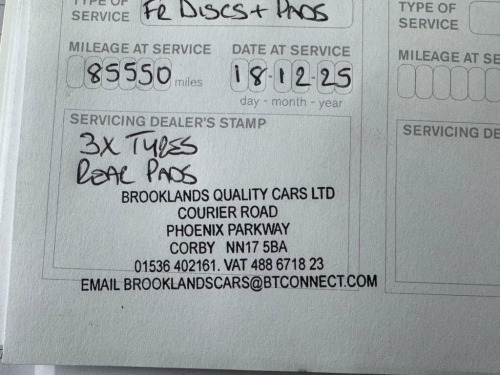 TYPE OF
SERVICE
FR DISCS + PADS
TYPE OF
SERVICE
MILEAGE AT SERVICE
85550 miles
DATE AT SERVICE
18-12-25
day - month - year
MILEAGE AT SE
SERVICING DEALER'S STAMP
3X TYRES
REAR PADS
BROOKLANDS QUALITY CARS LTD
COURIER ROAD
PHOENIX PARKWAY
CORBY NN17 5BA
01536 402161. VAT 488 6718 23
EMAIL BROOKLANDSCARS@BTCONNECT.COM
SERVICING DE